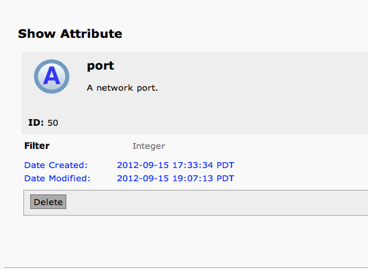 Show Attribute
A
port
A network port.
ID: 50
Filter Integer
Date Created: 2012-09-15 17:33:34 PDT
Date Modified: 2012-09-15 19:07:13 PDT
Delete